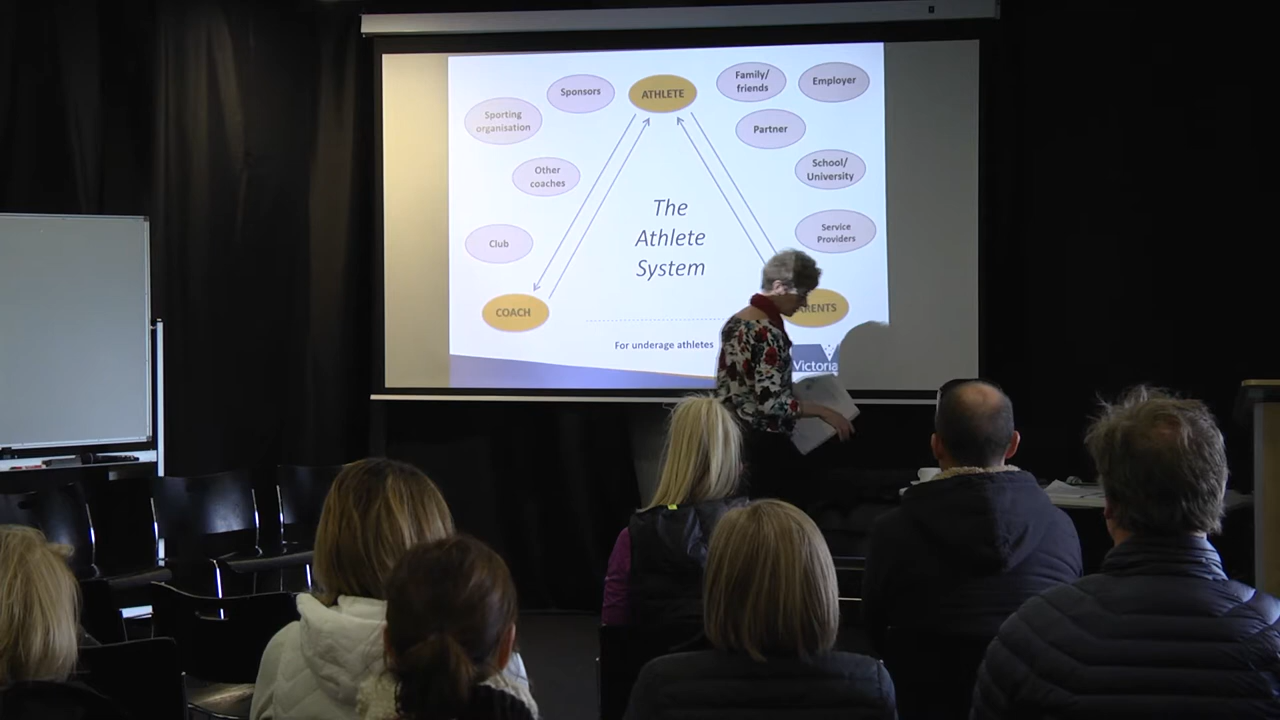 Sponsors
ATHLETE
Family/
friends
Employer
Sporting
organisation
Partner
Other
coaches
School/
University
The
Athlete
System
Club
Service
Providers
COACH
ARENTS
For underage athletes
Victoria